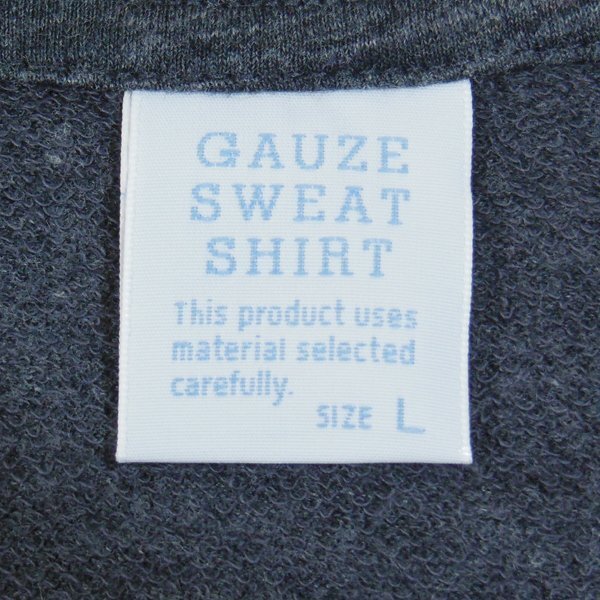 GAUZE
SWEAT
SHIRT
This product uses
material selected
carefully.
SIZE L